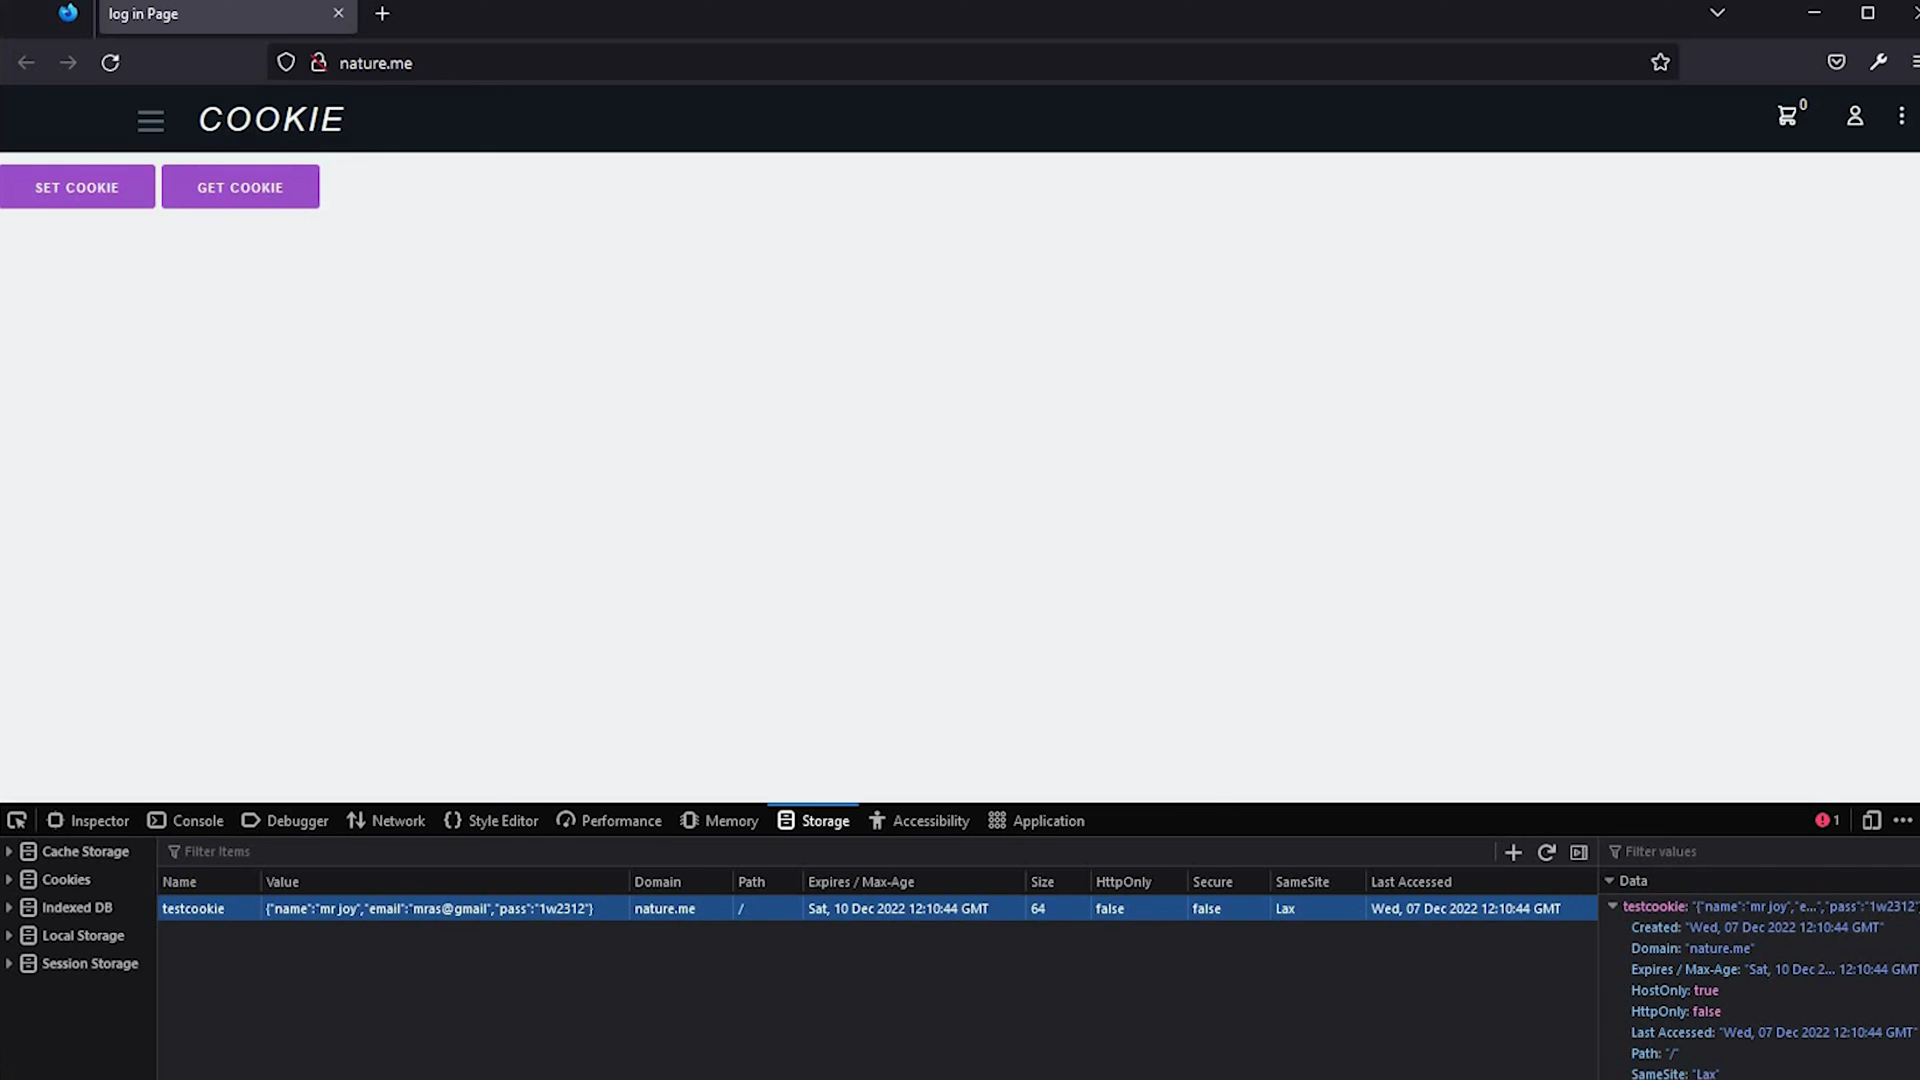 log in Page
nature.me
COOKIE
0
SET COOKIE GET COOKIE
Inspector Console Debugger Network Style Editor Performance Memory Storage Accessibility Application 1
Cache Storage Filter Items Filter values
Cookies Name Value Domain Path Expires / Max-Age Size HttpOnly Secure SameSite Last Accessed Data
Indexed DB testcookie {"name":"mr joy","email":"mras@gmail","pass":"1w2312"} nature.me / Sat, 10 Dec 2022 12:10:44 GMT 64 false false Lax Wed, 07 Dec 2022 12:10:44 GMT testcookie: "{"name":"mr joy","e...","pass":"1w2312"
Created: "Wed, 07 Dec 2022 12:10:44 GMT"
Local Storage Domain: "nature.me"
Session Storage Expires / Max-Age: "Sat, 10 Dec 2... 12:10:44 GMT
HostOnly: true
HttpOnly: false
Last Accessed: "Wed, 07 Dec 2022 12:10:44 GMT"
Path: "/"
SameSite: "Lax"